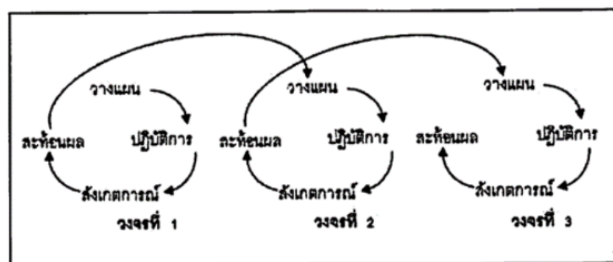 วางแผน วางแผน วางแผน
สะท้อนผล ปฏิบัติการ สะท้อนผล ปฏิบัติการ สะท้อนผล ปฏิบัติการ
สังเกตการณ์ สังเกตการณ์ สังเกตการณ์
วงจรที่ 1 วงจรที่ 2 วงจรที่ 3